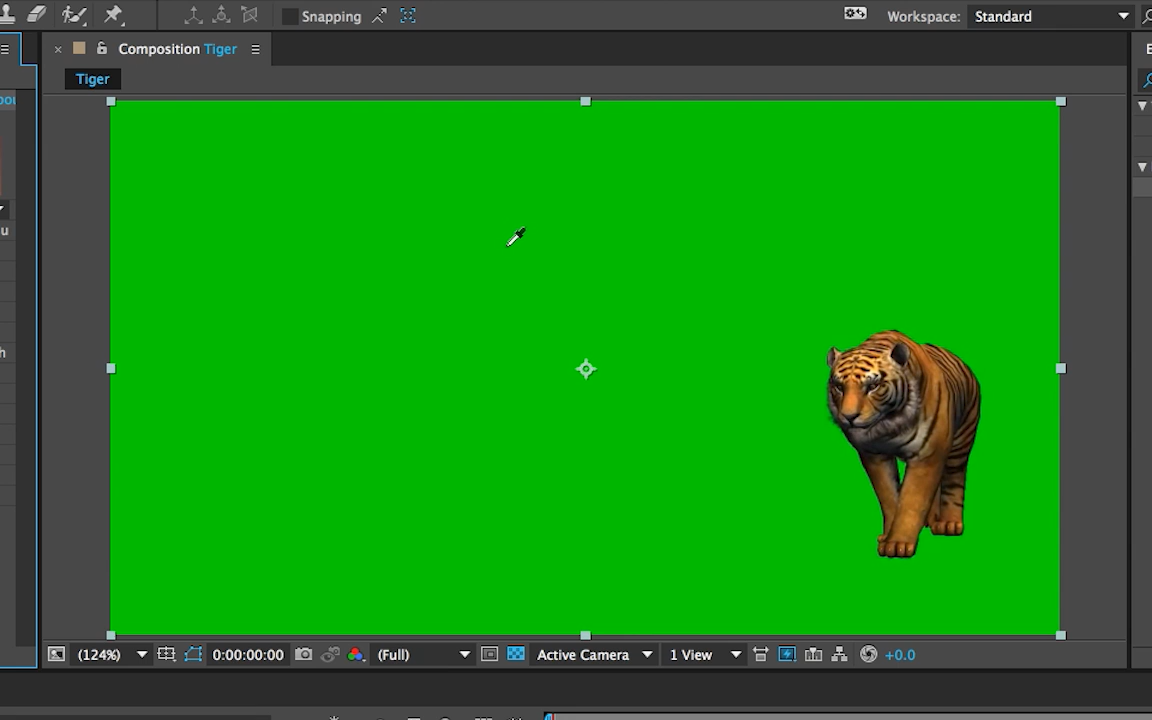 Snapping
Workspace: Standard
Composition Tiger
Tiger
(124%)
0:00:00:00
(Full)
Active Camera
1 View
+0.0